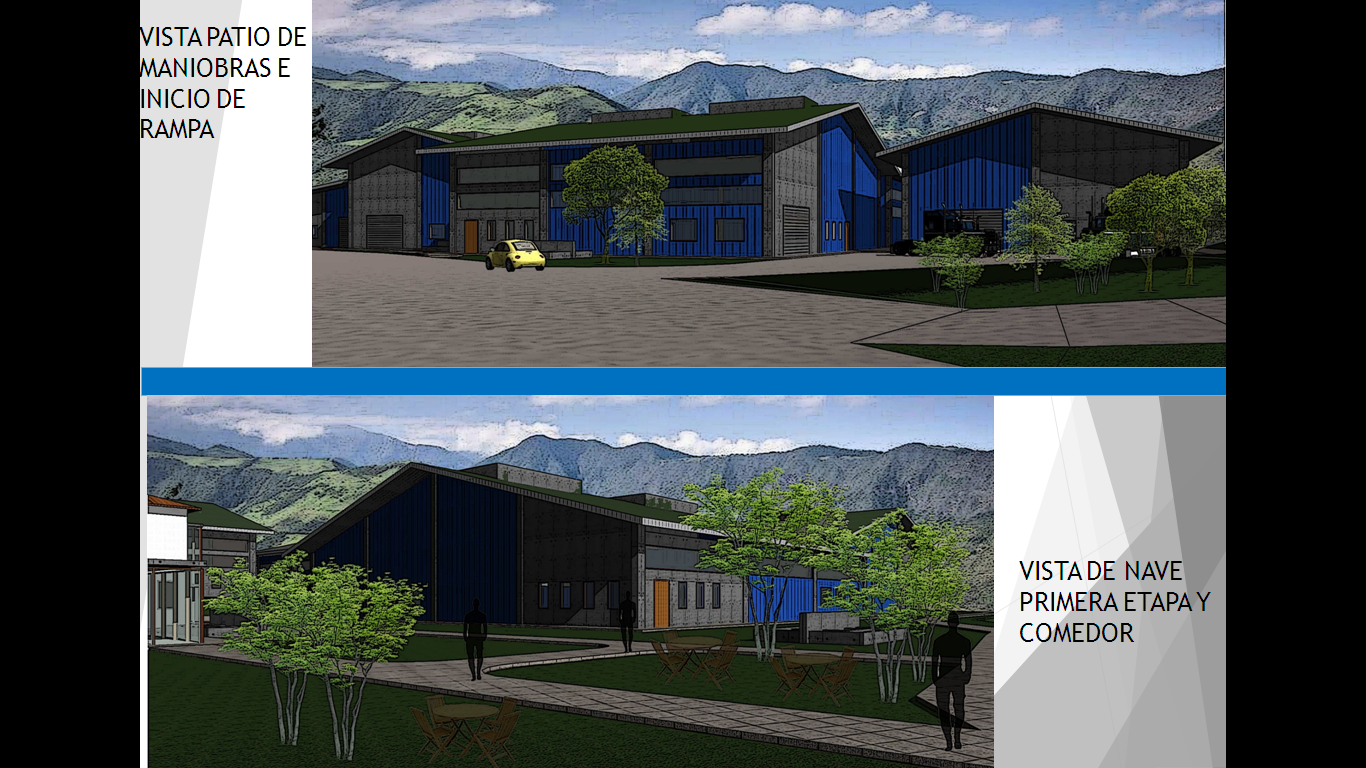 VISTA PATIO DE
MANIOBRAS E
INICIO DE
RAMPA
VISTA DE NAVE
PRIMERA ETAPA Y
COMEDOR